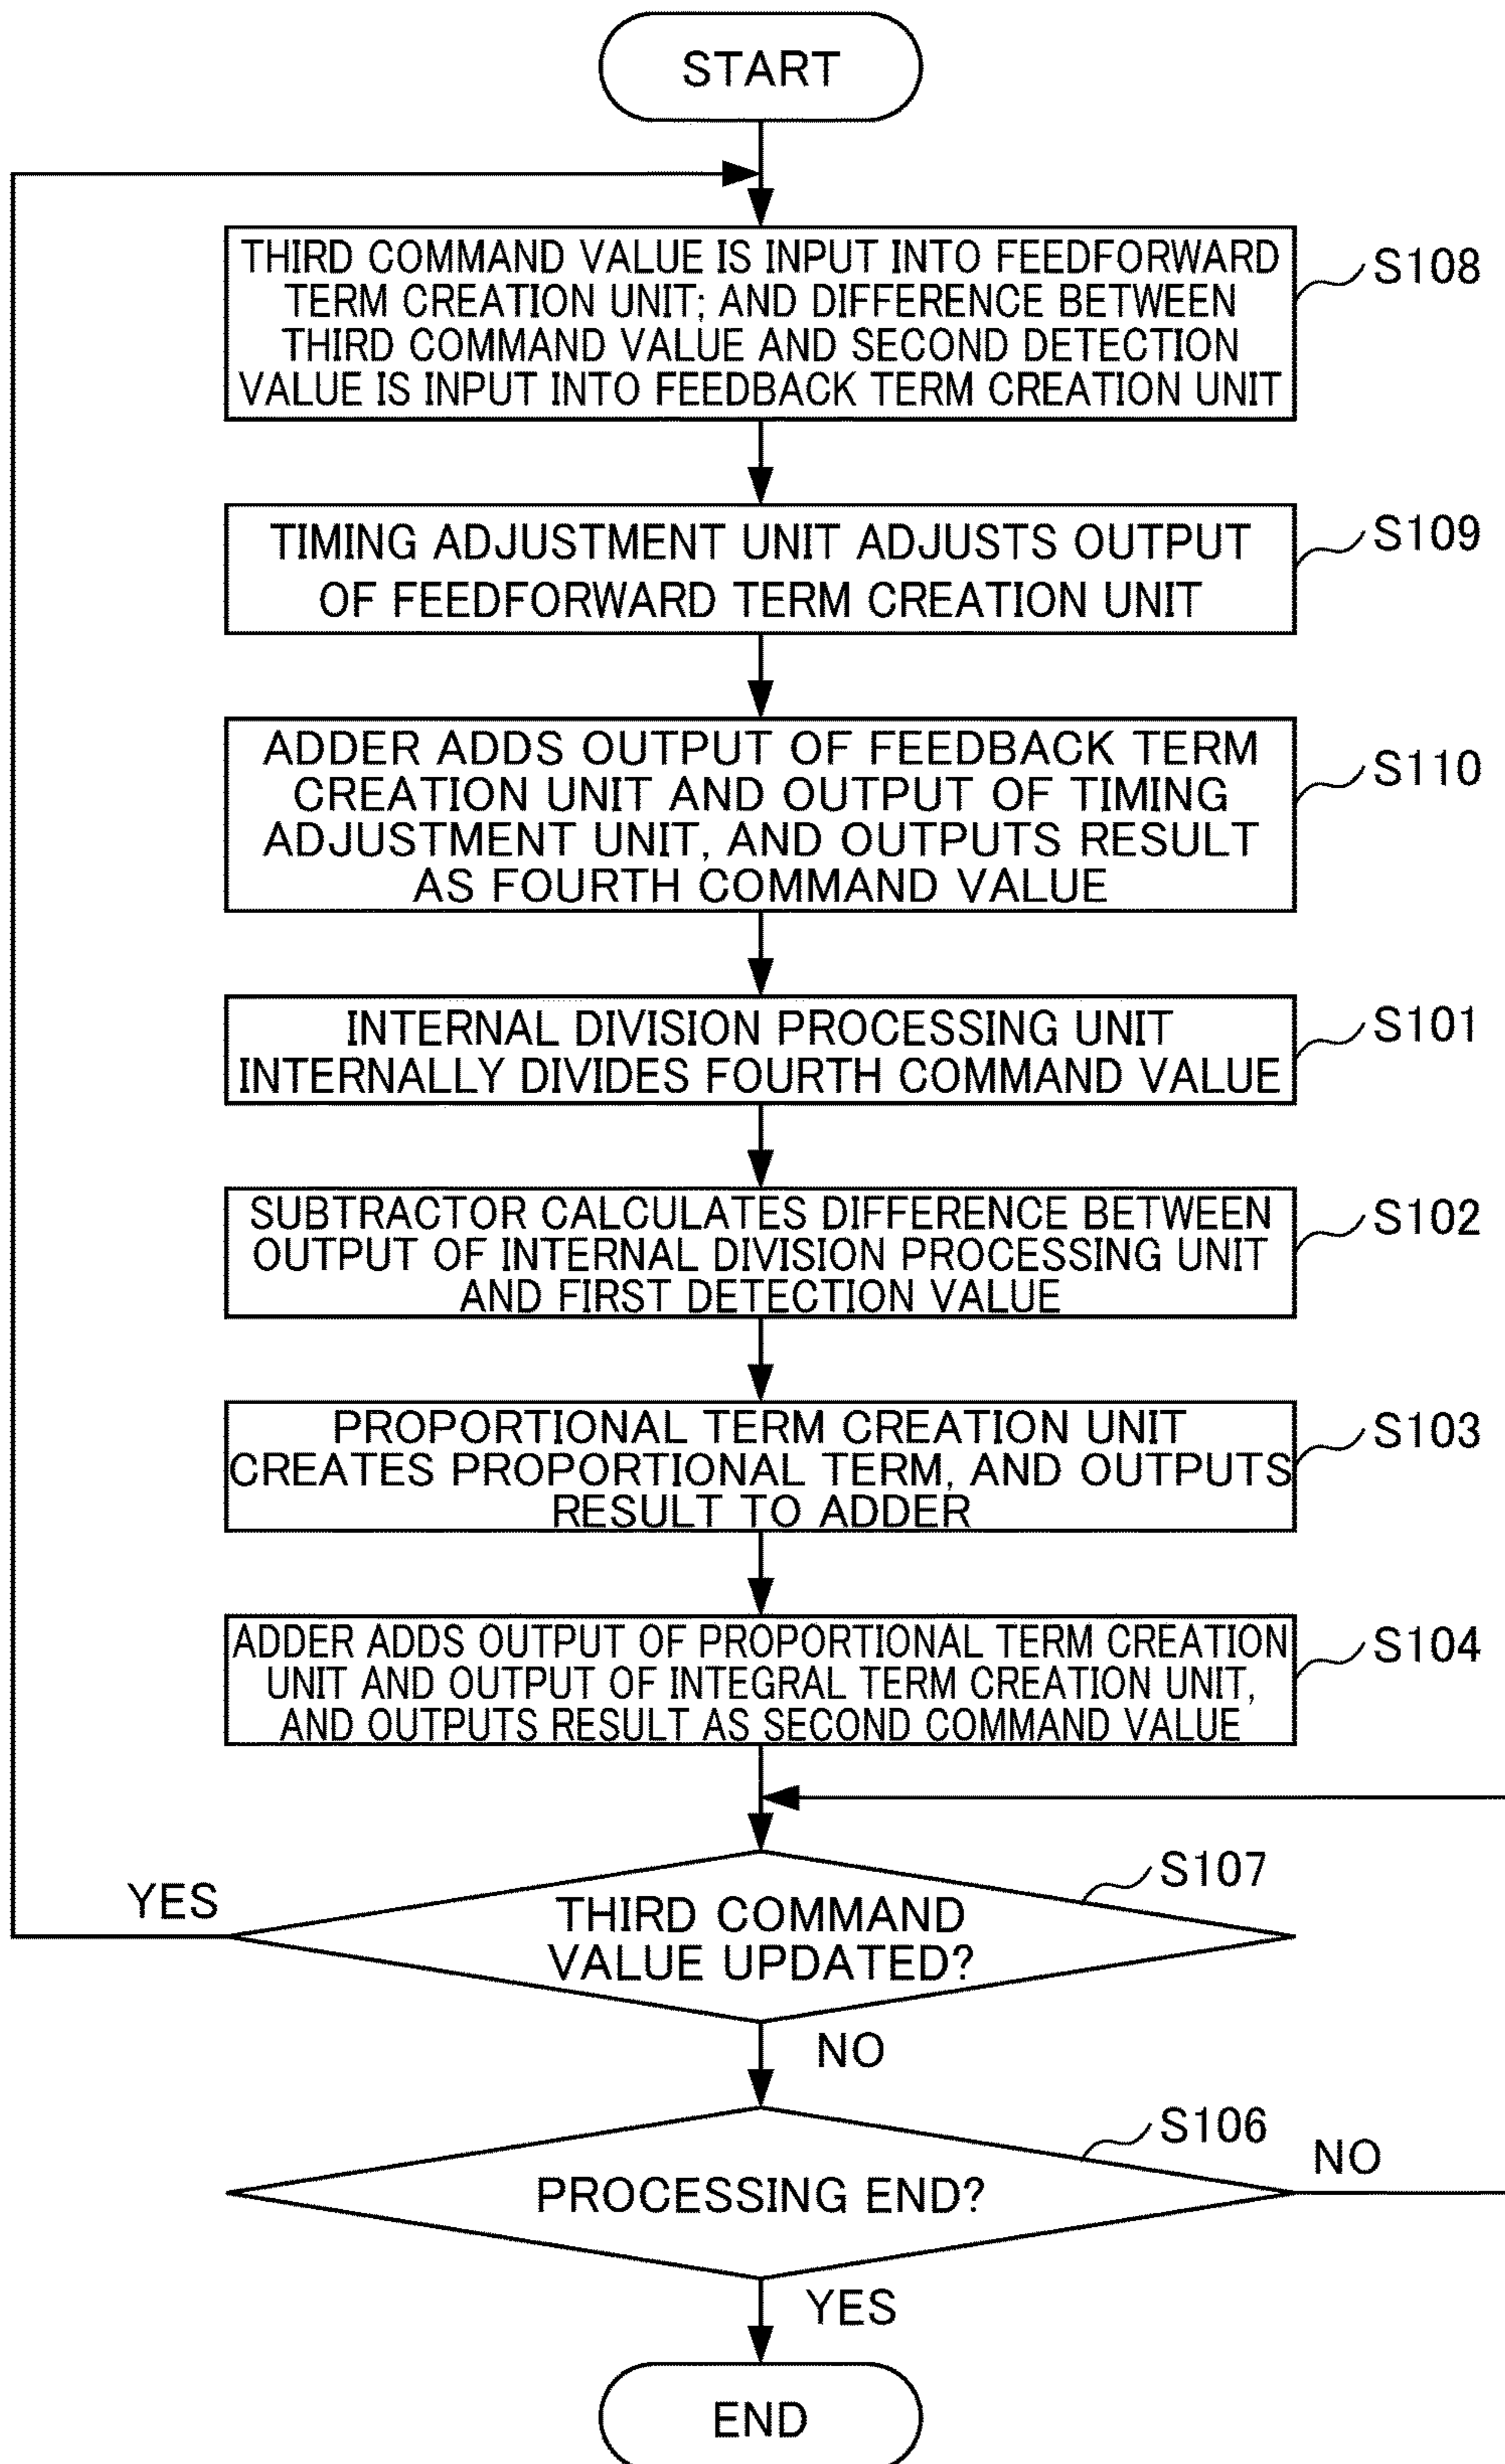 START
THIRD COMMAND VALUE IS INPUT INTO FEEDFORWARD
TERM CREATION UNIT; AND DIFFERENCE BETWEEN
THIRD COMMAND VALUE AND SECOND DETECTION
VALUE IS INPUT INTO FEEDBACK TERM CREATION UNIT
S108
TIMING ADJUSTMENT UNIT ADJUSTS OUTPUT
OF FEEDFORWARD TERM CREATION UNIT
S109
ADDER ADDS OUTPUT OF FEEDBACK TERM
CREATION UNIT AND OUTPUT OF TIMING
ADJUSTMENT UNIT, AND OUTPUTS RESULT
AS FOURTH COMMAND VALUE
S110
INTERNAL DIVISION PROCESSING UNIT
INTERNALLY DIVIDES FOURTH COMMAND VALUE
S101
SUBTRACTOR CALCULATES DIFFERENCE BETWEEN
OUTPUT OF INTERNAL DIVISION PROCESSING UNIT
AND FIRST DETECTION VALUE
S102
PROPORTIONAL TERM CREATION UNIT
CREATES PROPORTIONAL TERM, AND OUTPUTS
RESULT TO ADDER
S103
ADDER ADDS OUTPUT OF PROPORTIONAL TERM CREATION
UNIT AND OUTPUT OF INTEGRAL TERM CREATION UNIT,
AND OUTPUTS RESULT AS SECOND COMMAND VALUE
S104
S107
YES
THIRD COMMAND
VALUE UPDATED?
NO
S106
NO
PROCESSING END?
YES
END